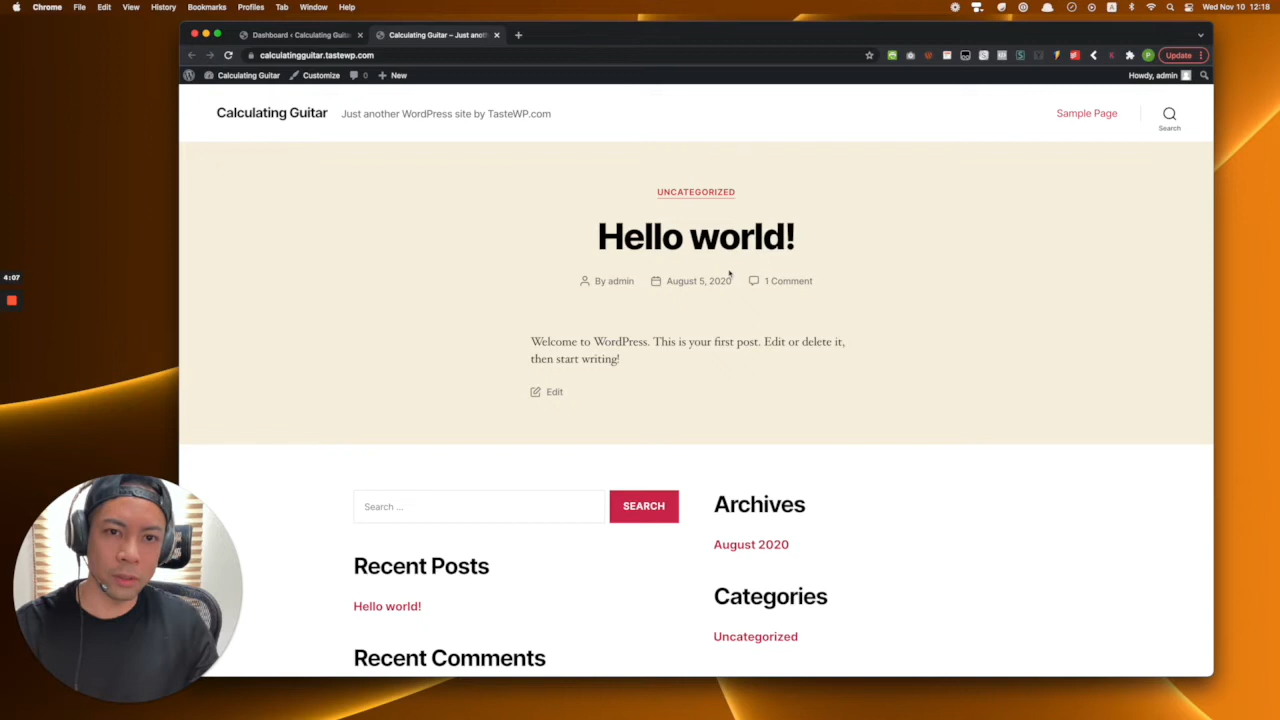 Chrome File Edit View History Bookmarks Profiles Tab Window Help
Wed Nov 10 12:18
Dashboard ‹ Calculating Guita
Calculating Guitar – Just anoth
calculatingguitar.tastewp.com
Update
Calculating Guitar Customize 0 New
Howdy, admin
Calculating Guitar
Just another WordPress site by TasteWP.com
Sample Page
Search
UNCATEGORIZED
Hello world!
By admin August 5, 2020 1 Comment
Welcome to WordPress. This is your first post. Edit or delete it,
then start writing!
Edit
4:07
Search ...
SEARCH
Recent Posts
Hello world!
Recent Comments
Archives
August 2020
Categories
Uncategorized